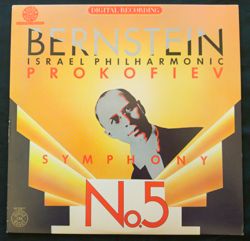 DIGITAL RECORDING
BERNSTEIN
ISRAEL PHILHARMONIC
PROKOFIEV
SYMPHONY
No.5